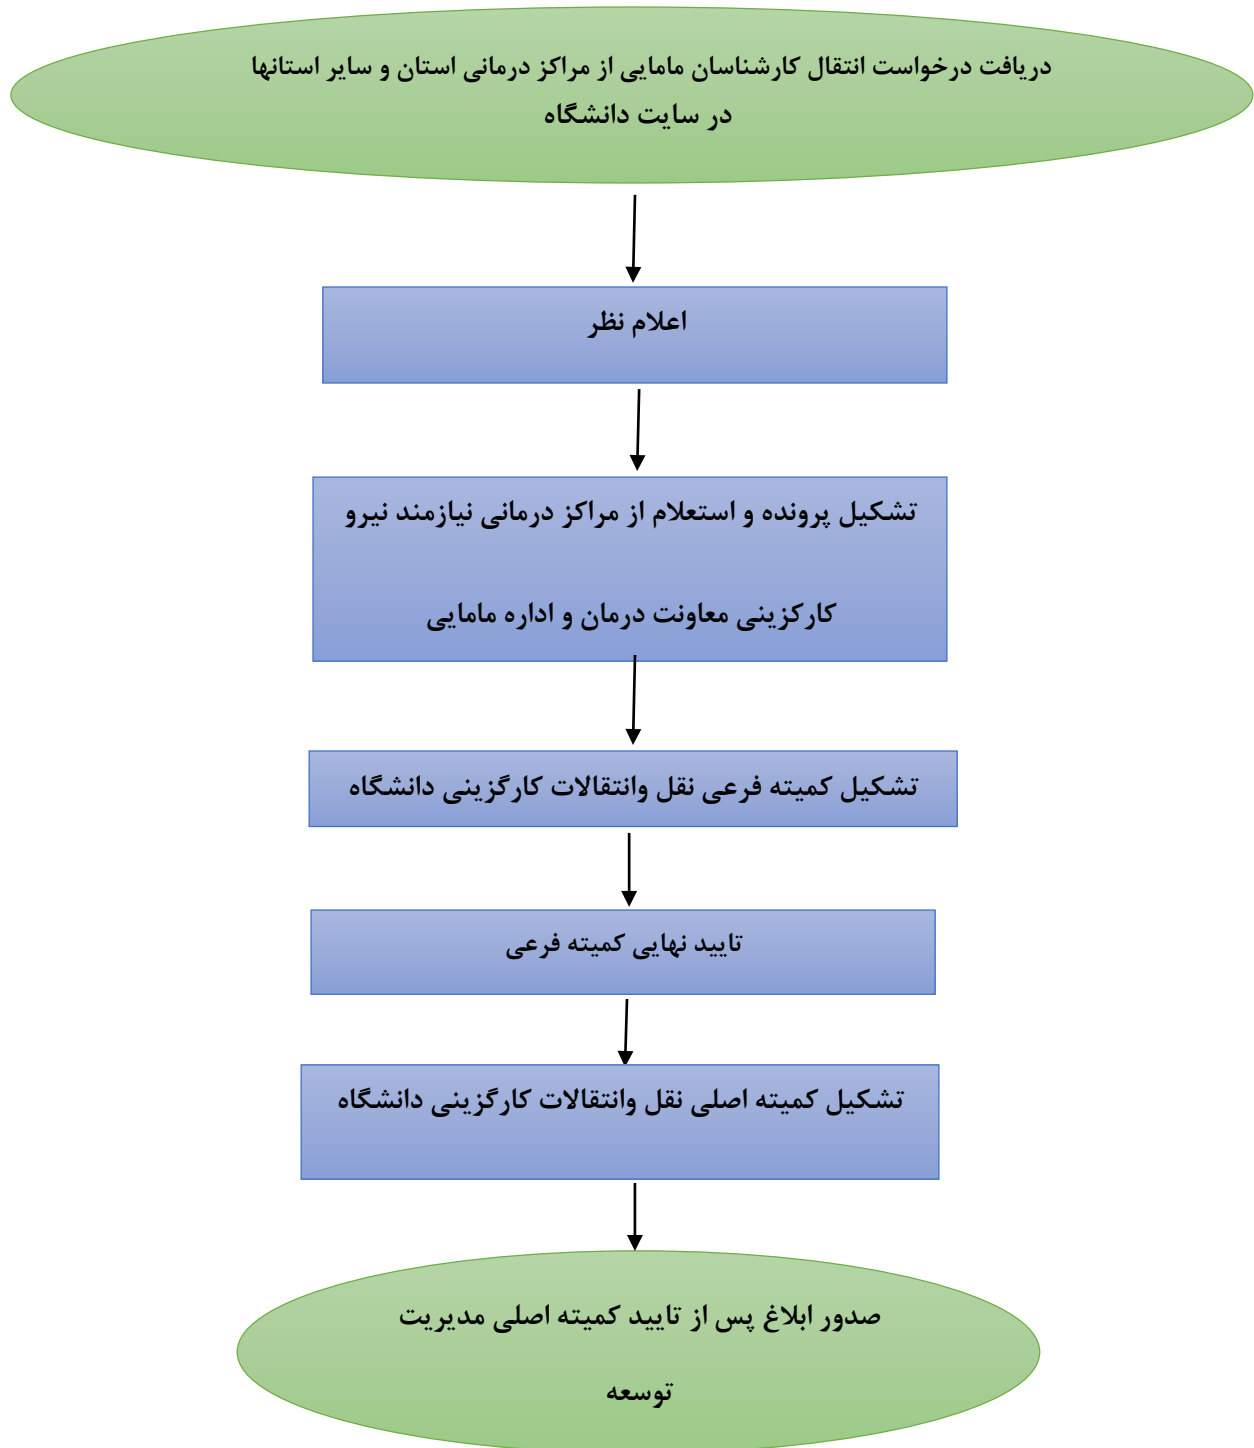 دریافت درخواست انتقال کارشناسان مامایی از مراکز درمانی استان و سایر استانها
در سایت دانشگاه
اعلام نظر
تشکیل پرونده و استعلام از مراکز درمانی نیازمند نیرو
کارکزینی معاونت درمان و اداره مامایی
تشکیل کمیته فرعی نقل وانتقالات کارگزینی دانشگاه
تایید نهایی کمیته فرعی
تشکیل کمیته اصلی نقل وانتقالات کارگزینی دانشگاه
صدور ابلاغ پس از تایید کمیته اصلی مدیریت
توسعه